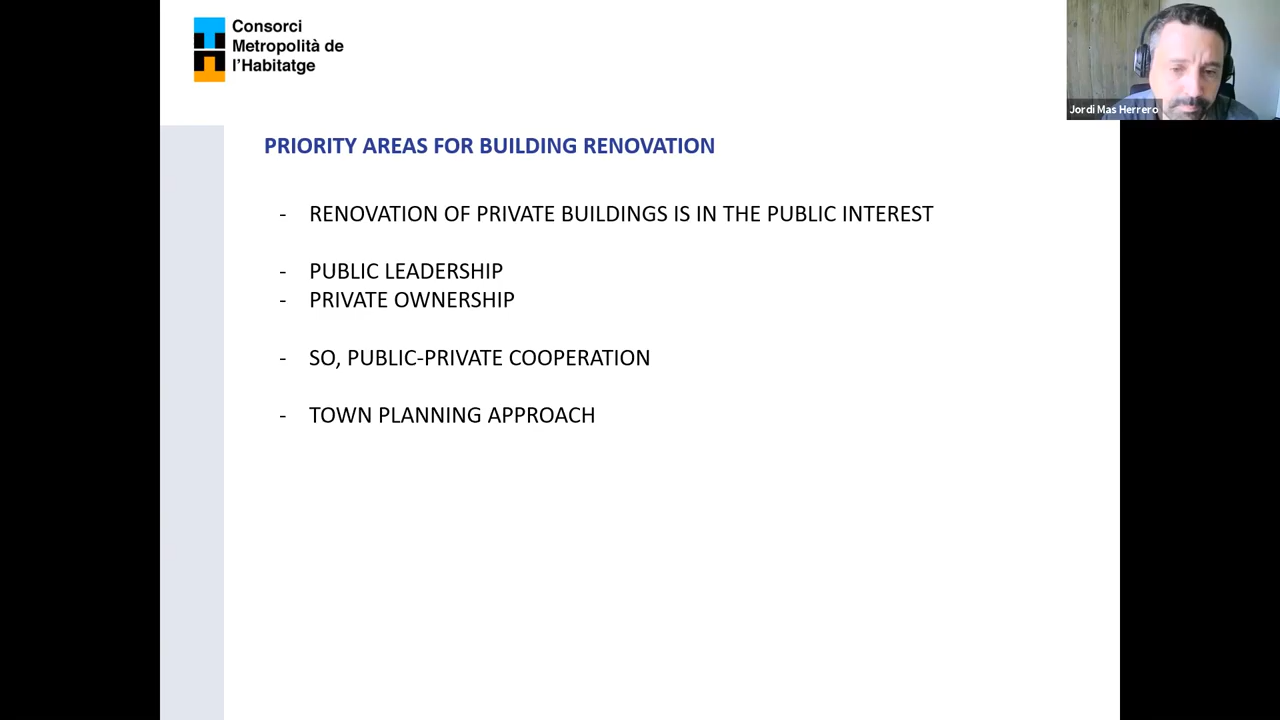 Consorci
Metropolità de
l'Habitatge
Jordi Mas Herrero
PRIORITY AREAS FOR BUILDING RENOVATION
- RENOVATION OF PRIVATE BUILDINGS IS IN THE PUBLIC INTEREST
- PUBLIC LEADERSHIP
- PRIVATE OWNERSHIP
- SO, PUBLIC-PRIVATE COOPERATION
- TOWN PLANNING APPROACH